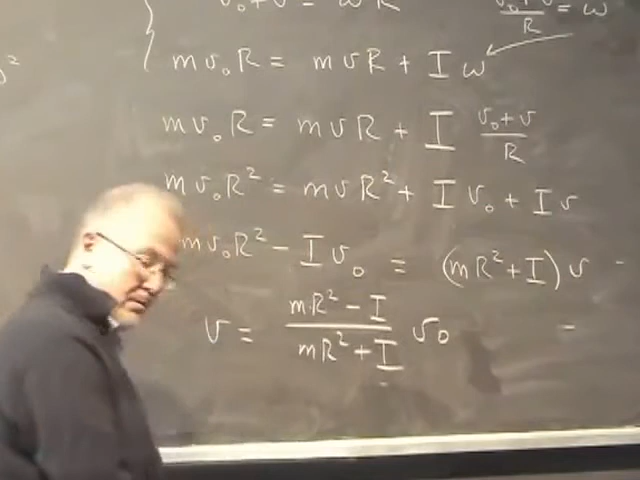 v₀+v = ωR
(v₀+v)/R = ω
mv₀R = mvR + Iω
mv₀R = mvR + I (v₀+v)/R
mv₀R² = mvR² + Iv₀ + Iv
mv₀R² − Iv₀ = (mR²+I)v
v = (mR² − I)/(mR² + I) v₀